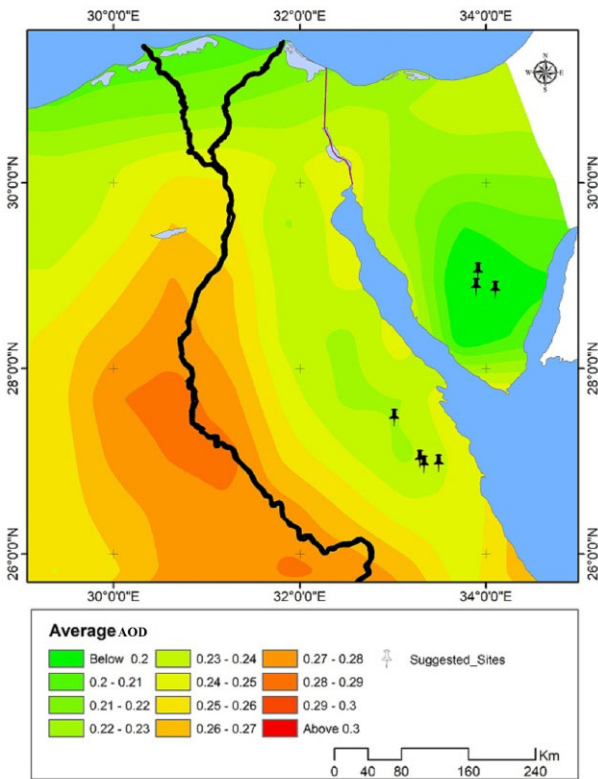 30°0'0"E 32°0'0"E 34°0'0"E
N
W E
S
30°0'0"N 30°0'0"N
28°0'0"N 28°0'0"N
26°0'0"N 26°0'0"N
30°0'0"E 32°0'0"E 34°0'0"E
Average AOD
Below 0.2 0.23 - 0.24 0.27 - 0.28 Suggested_Sites
0.2 - 0.21 0.24 - 0.25 0.28 - 0.29
0.21 - 0.22 0.25 - 0.26 0.29 - 0.3
0.22 - 0.23 0.26 - 0.27 Above 0.3
Km
0 40 80 160 240